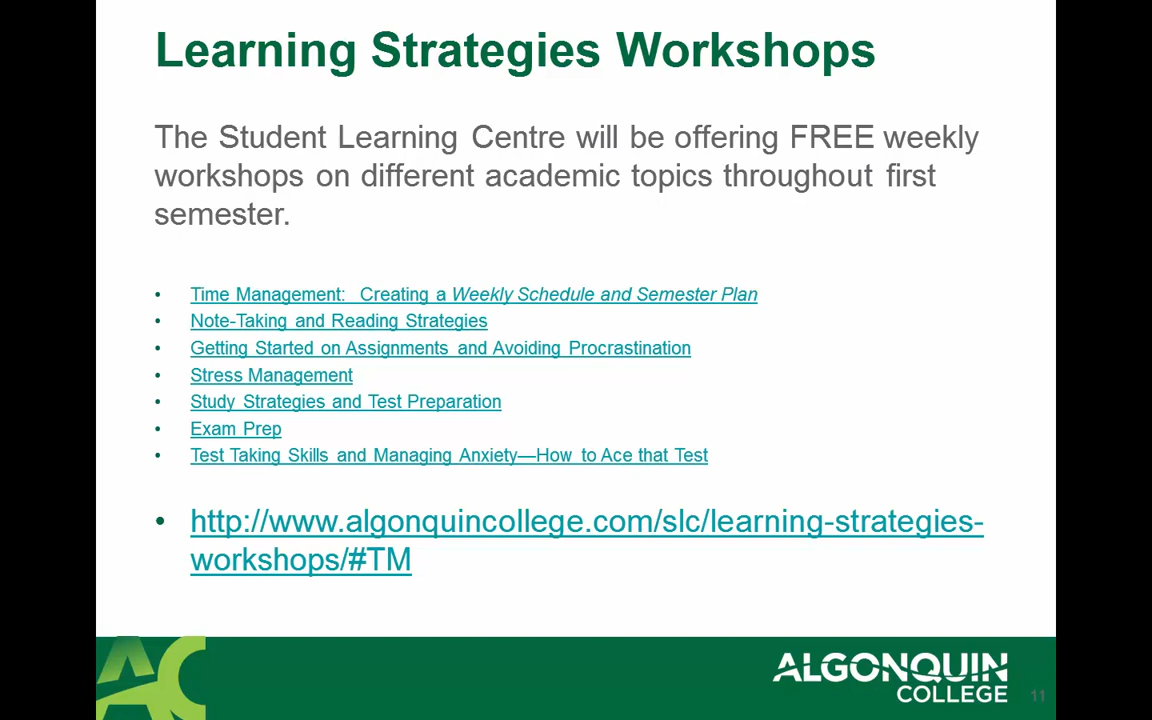 Learning Strategies Workshops
The Student Learning Centre will be offering FREE weekly
workshops on different academic topics throughout first
semester.
• Time Management: Creating a Weekly Schedule and Semester Plan
• Note-Taking and Reading Strategies
• Getting Started on Assignments and Avoiding Procrastination
• Stress Management
• Study Strategies and Test Preparation
• Exam Prep
• Test Taking Skills and Managing Anxiety—How to Ace that Test
• http://www.algonquincollege.com/slc/learning-strategies-
workshops/#TM
AC
ALGONQUIN
COLLEGE
11